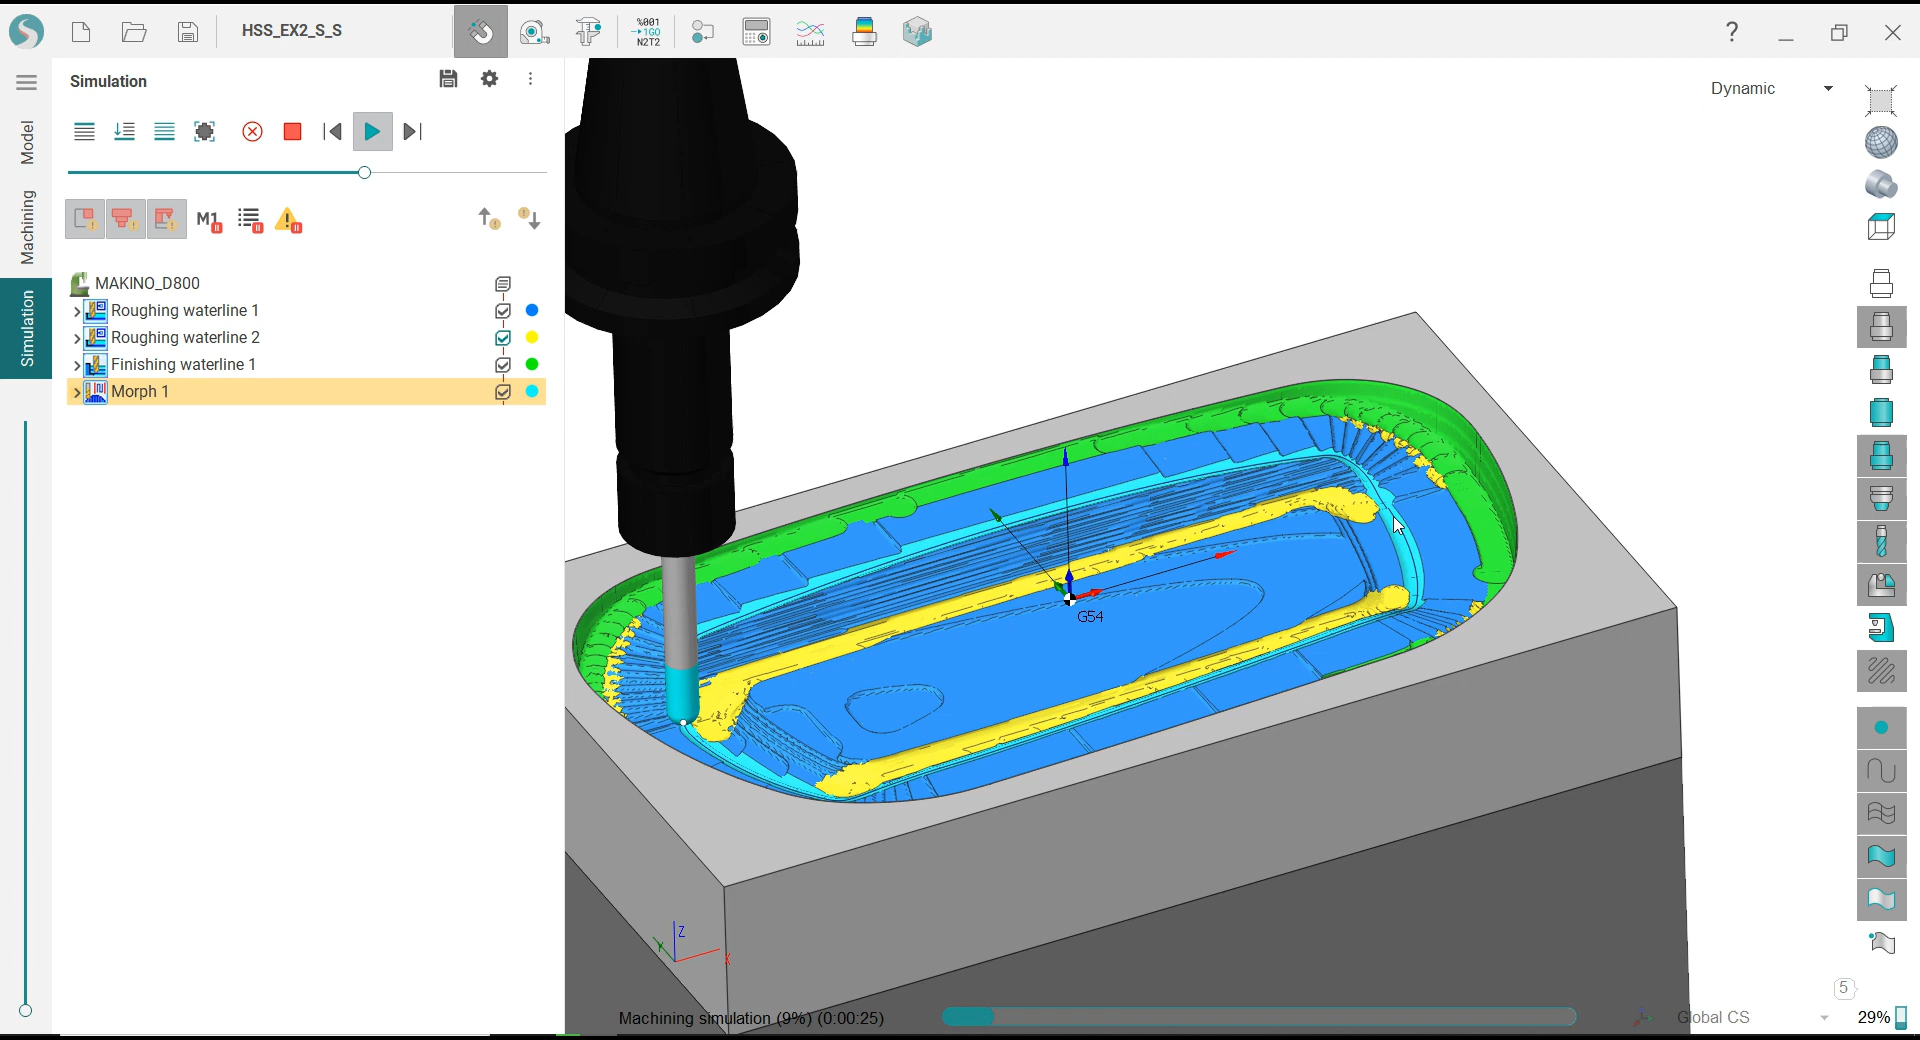 HSS_EX2_S_S
%001
1G0
N2T2
?
Simulation
Model
Machining
Simulation
M1
MAKINO_D800
Roughing waterline 1
Roughing waterline 2
Finishing waterline 1
Morph 1
Dynamic
G54
Z
Y
X
5
Machining simulation (9%) (0:00:25)
Global CS
29%